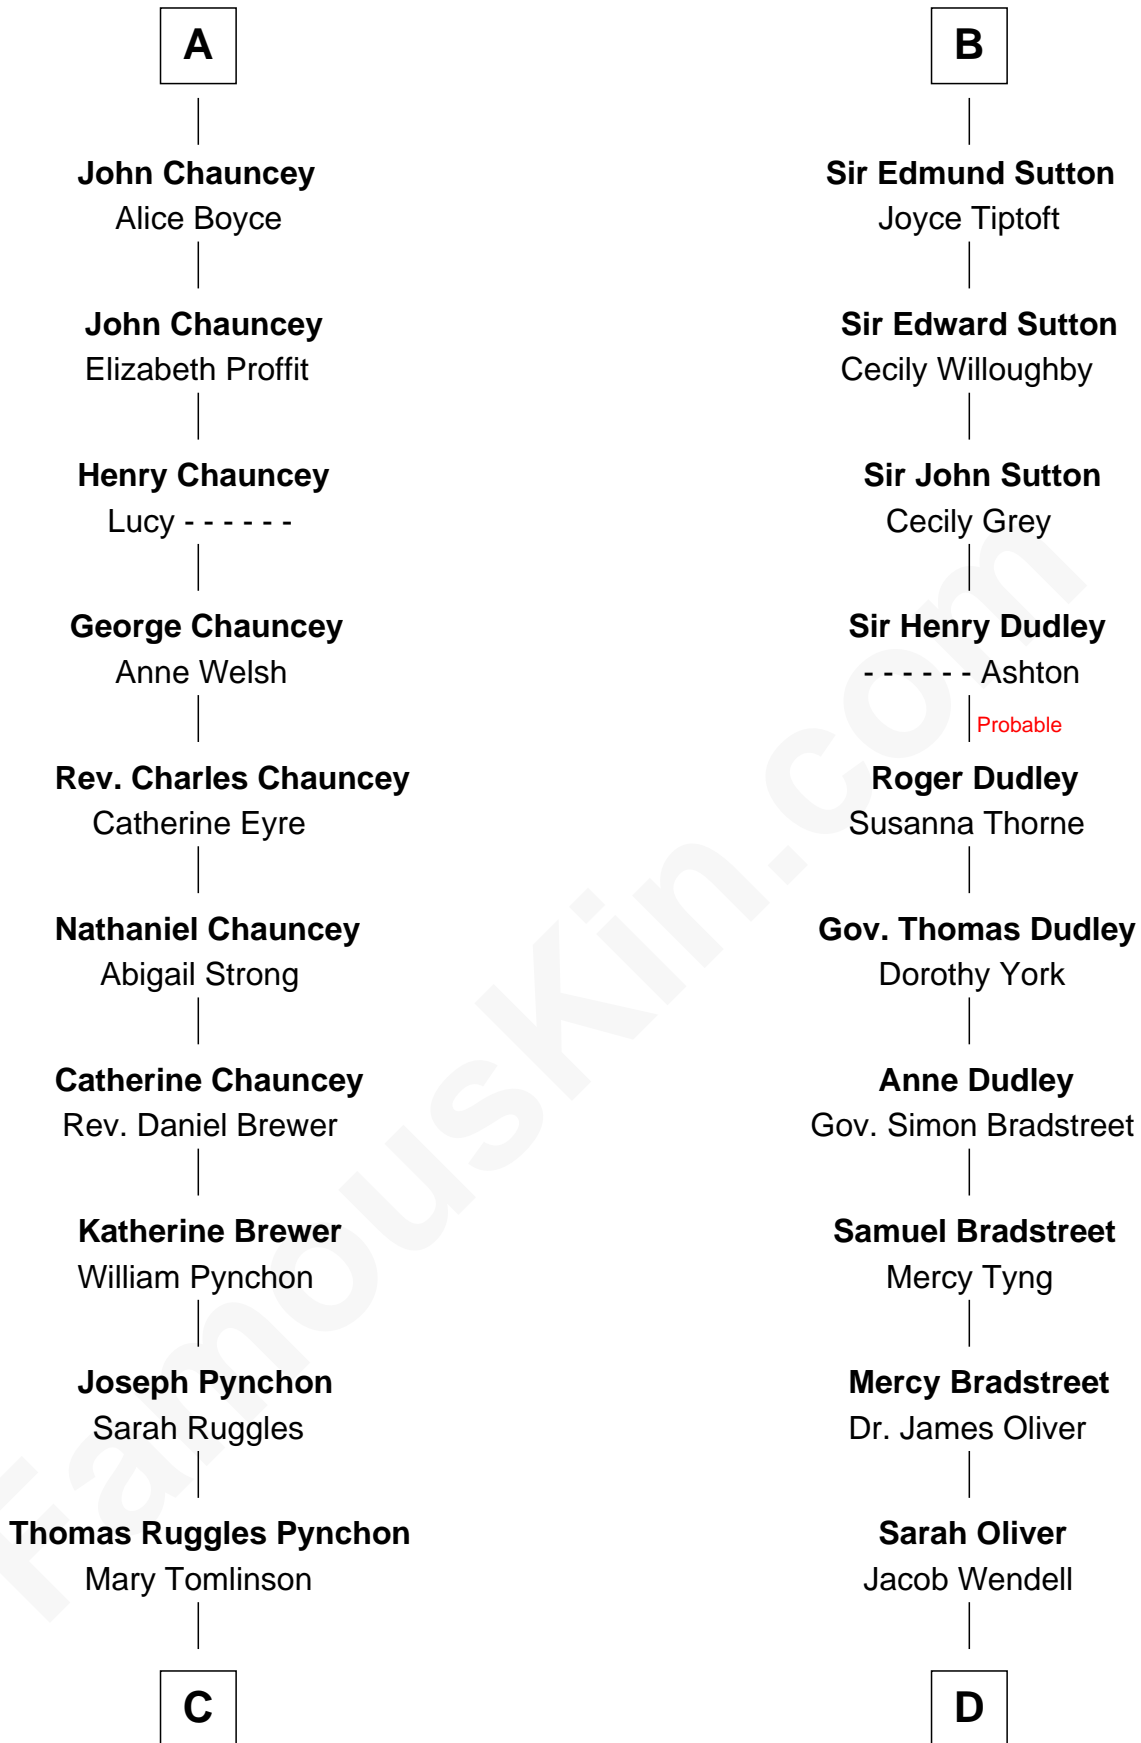 A
John Chauncey
Alice Boyce
John Chauncey
Elizabeth Proffit
Henry Chauncey
Lucy - - - - - -
George Chauncey
Anne Welsh
Rev. Charles Chauncey
Catherine Eyre
Nathaniel Chauncey
Abigail Strong
Catherine Chauncey
Rev. Daniel Brewer
Katherine Brewer
William Pynchon
Joseph Pynchon
Sarah Ruggles
Thomas Ruggles Pynchon
Mary Tomlinson
C
B
Sir Edmund Sutton
Joyce Tiptoft
Sir Edward Sutton
Cecily Willoughby
Sir John Sutton
Cecily Grey
Sir Henry Dudley
- - - - - - Ashton
Probable
Roger Dudley
Susanna Thorne
Gov. Thomas Dudley
Dorothy York
Anne Dudley
Gov. Simon Bradstreet
Samuel Bradstreet
Mercy Tyng
Mercy Bradstreet
Dr. James Oliver
Sarah Oliver
Jacob Wendell
D
FamousKin.com